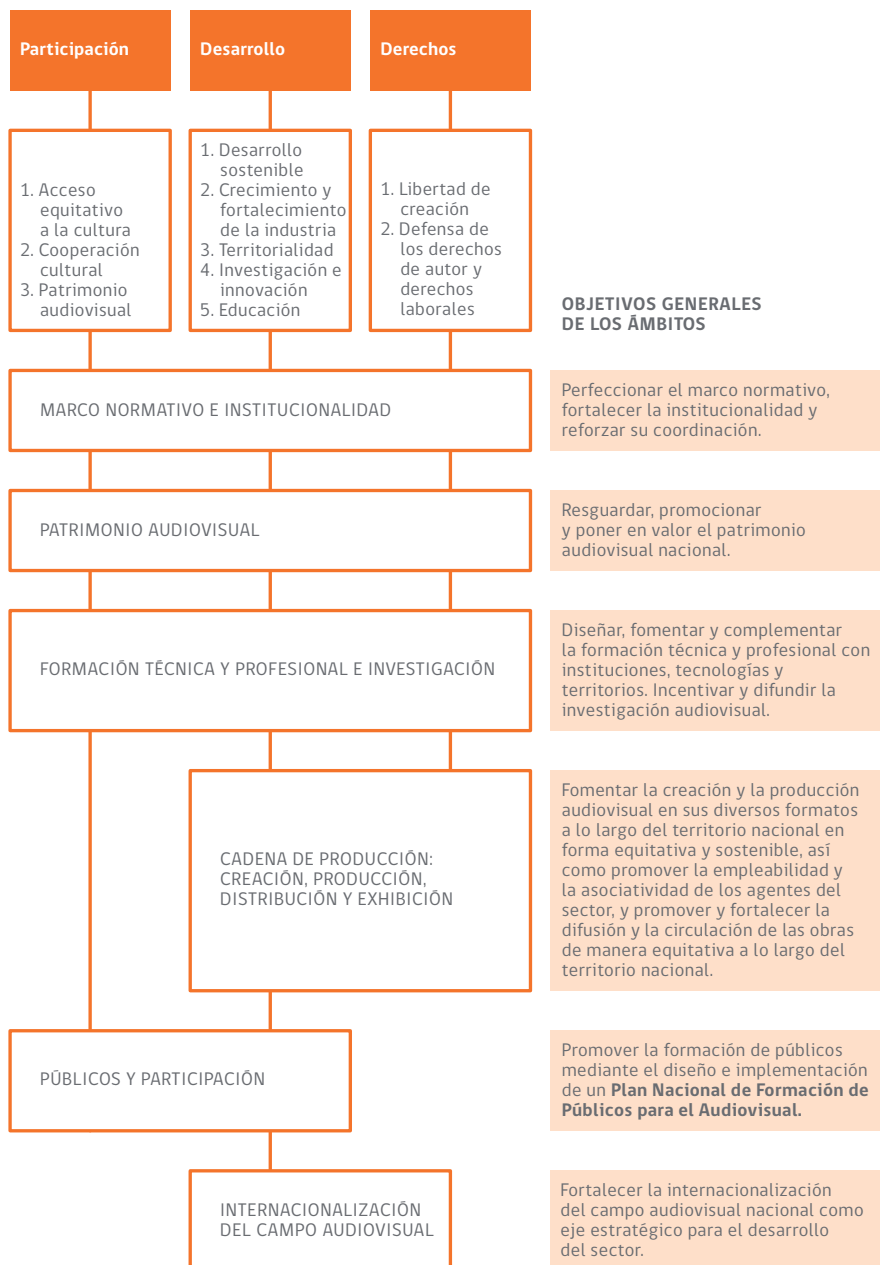 Participación
Desarrollo
Derechos
1. Acceso
equitativo
a la cultura
2. Cooperación
cultural
3. Patrimonio
audiovisual
1. Desarrollo
sostenible
2. Crecimiento y
fortalecimiento
de la industria
3. Territorialidad
4. Investigación e
innovación
5. Educación
1. Libertad de
creación
2. Defensa de
los derechos
de autor y
derechos
laborales
OBJETIVOS GENERALES
DE LOS ÁMBITOS
MARCO NORMATIVO E INSTITUCIONALIDAD
Perfeccionar el marco normativo,
fortalecer la institucionalidad y
reforzar su coordinación.
PATRIMONIO AUDIOVISUAL
Resguardar, promocionar
y poner en valor el patrimonio
audiovisual nacional.
FORMACIÓN TÉCNICA Y PROFESIONAL E INVESTIGACIÓN
Diseñar, fomentar y complementar
la formación técnica y profesional con
instituciones, tecnologías y
territorios. Incentivar y difundir la
investigación audiovisual.
CADENA DE PRODUCCIÓN:
CREACIÓN, PRODUCCIÓN,
DISTRIBUCIÓN Y EXHIBICIÓN
Fomentar la creación y la producción
audiovisual en sus diversos formatos
a lo largo del territorio nacional en
forma equitativa y sostenible, así
como promover la empleabilidad y
la asociatividad de los agentes del
sector, y promover y fortalecer la
difusión y la circulación de las obras
de manera equitativa a lo largo del
territorio nacional.
PÚBLICOS Y PARTICIPACIÓN
Promover la formación de públicos
mediante el diseño e implementación
de un Plan Nacional de Formación de
Públicos para el Audiovisual.
INTERNACIONALIZACIÓN
DEL CAMPO AUDIOVISUAL
Fortalecer la internacionalización
del campo audiovisual nacional como
eje estratégico para el desarrollo
del sector.